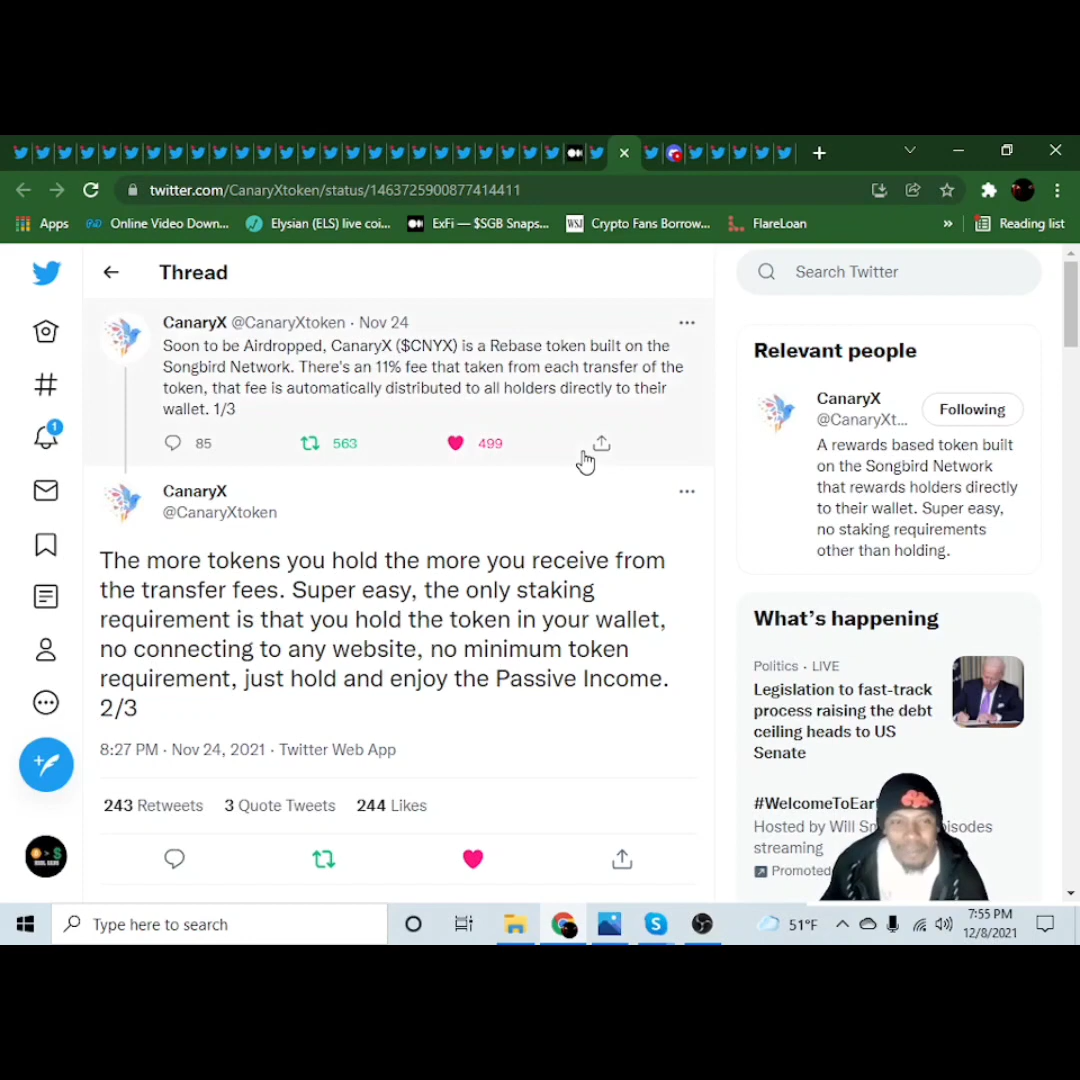 twitter.com/CanaryXtoken/status/1463725900877414411
Apps
Online Video Down...
Elysian (ELS) live coi...
ExFi — $SGB Snaps...
WSJ
Crypto Fans Borrow...
FlareLoan
»
Reading list
Thread
Search Twitter
CanaryX @CanaryXtoken · Nov 24
Soon to be Airdropped, CanaryX ($CNYX) is a Rebase token built on the
Songbird Network. There's an 11% fee that taken from each transfer of the
token, that fee is automatically distributed to all holders directly to their
wallet. 1/3
85
563
499
1
CanaryX
@CanaryXtoken
The more tokens you hold the more you receive from
the transfer fees. Super easy, the only staking
requirement is that you hold the token in your wallet,
no connecting to any website, no minimum token
requirement, just hold and enjoy the Passive Income.
2/3
8:27 PM · Nov 24, 2021 · Twitter Web App
243 Retweets 3 Quote Tweets 244 Likes
Relevant people
CanaryX
@CanaryXt...
Following
A rewards based token built
on the Songbird Network
that rewards holders directly
to their wallet. Super easy,
no staking requirements
other than holding.
What's happening
Politics · LIVE
Legislation to fast-track
process raising the debt
ceiling heads to US
Senate
Hosted by Will
streaming
Promoted
Type here to search
51°F
7:55 PM
12/8/2021